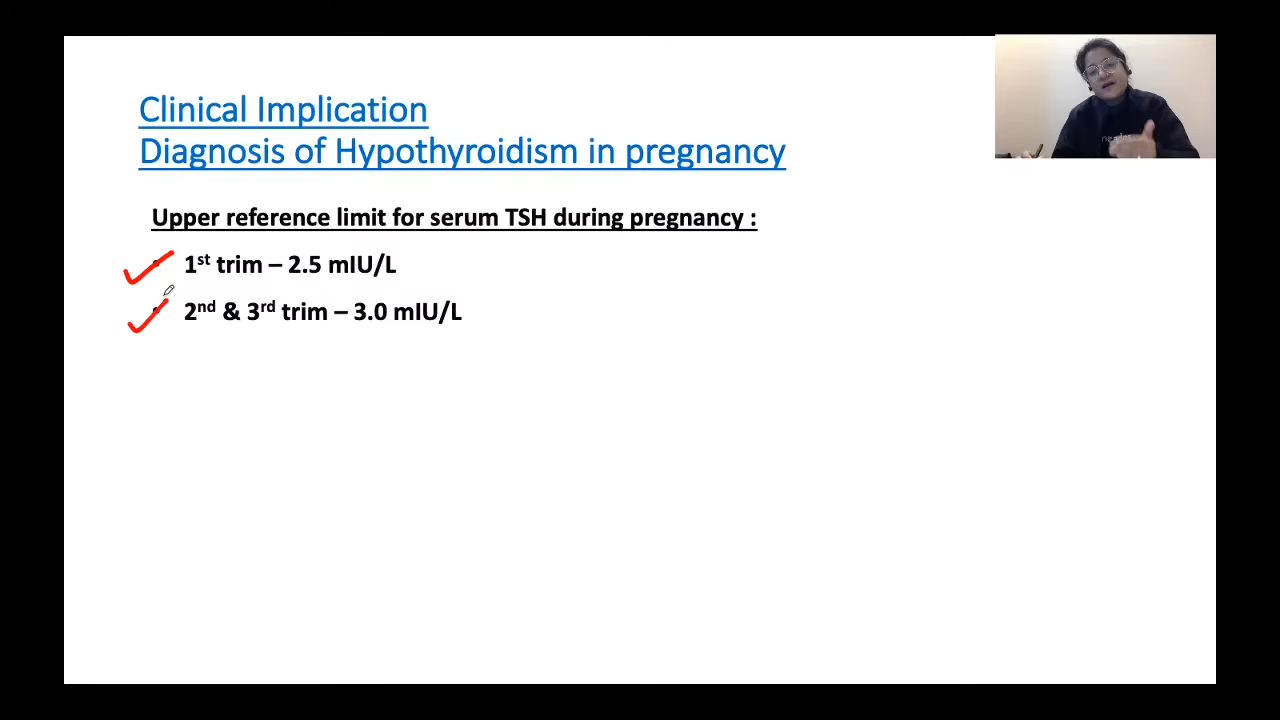 Clinical Implication
Diagnosis of Hypothyroidism in pregnancy
Upper reference limit for serum TSH during pregnancy :
• 1st trim – 2.5 mIU/L
• 2nd & 3rd trim – 3.0 mIU/L